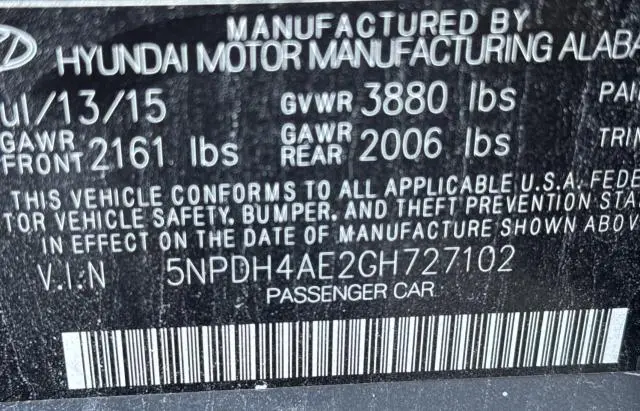 MANUFACTURED BY
HYUNDAI MOTOR MANUFACTURING ALABA
ul/13/15 GVWR 3880 lbs PAI
GAWR FRONT 2161 lbs GAWR REAR 2006 lbs TRIM
THIS VEHICLE CONFORMS TO ALL APPLICABLE U.S.A. FEDE
TOR VEHICLE SAFETY, BUMPER, AND THEFT PREVENTION STA
IN EFFECT ON THE DATE OF MANUFACTURE SHOWN ABOVE
V.I.N 5NPDH4AE2GH727102
PASSENGER CAR